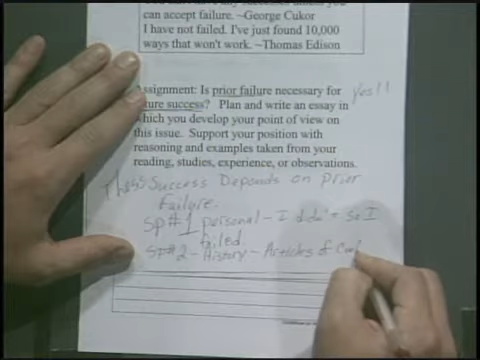 can accept failure. ~George Cukor
I have not failed. I've just found 10,000
ways that won't work. ~Thomas Edison
Assignment: Is prior failure necessary for
future success? Plan and write an essay in
which you develop your point of view on
this issue. Support your position with
reasoning and examples taken from your
reading, studies, experience, or observations.
yes!!
Thesis Success Depends on Prior
Failure.
SP#1 personal - I didn't so I
failed
SP#2 - History - Articles of Conf